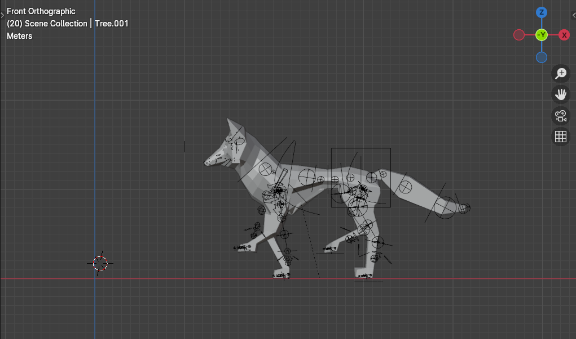 Front Orthographic
(20) Scene Collection | Tree.001
Meters
Z
-Y
X